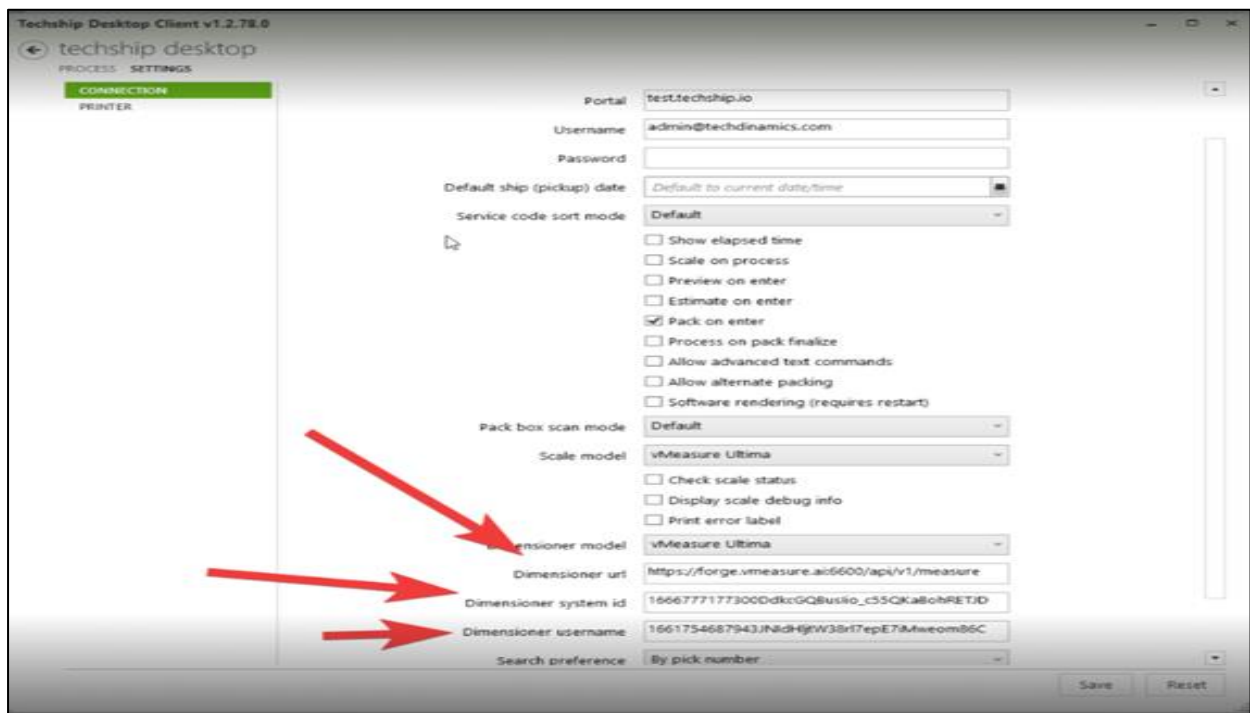 Techship Desktop Client v1.2.78.0
techship desktop
PROCESS SETTINGS
CONNECTION
PRINTER
Portal test.techship.io
Username admin@techdinamics.com
Password
Default ship (pickup) date Default to current date/time
Service code sort mode Default
Show elapsed time
Scale on process
Preview on enter
Estimate on enter
Pack on enter
Process on pack finalize
Allow advanced text commands
Allow alternate packing
Software rendering (requires restart)
Pack box scan mode Default
Scale model vMeasure Ultima
Check scale status
Display scale debug info
Print error label
model vMeasure Ultima
Dimensioner url https://forge.vmeasure.ai:6600/api/v1/measure
Dimensioner system id
Dimensioner username
Search preference By pick number
Save Reset